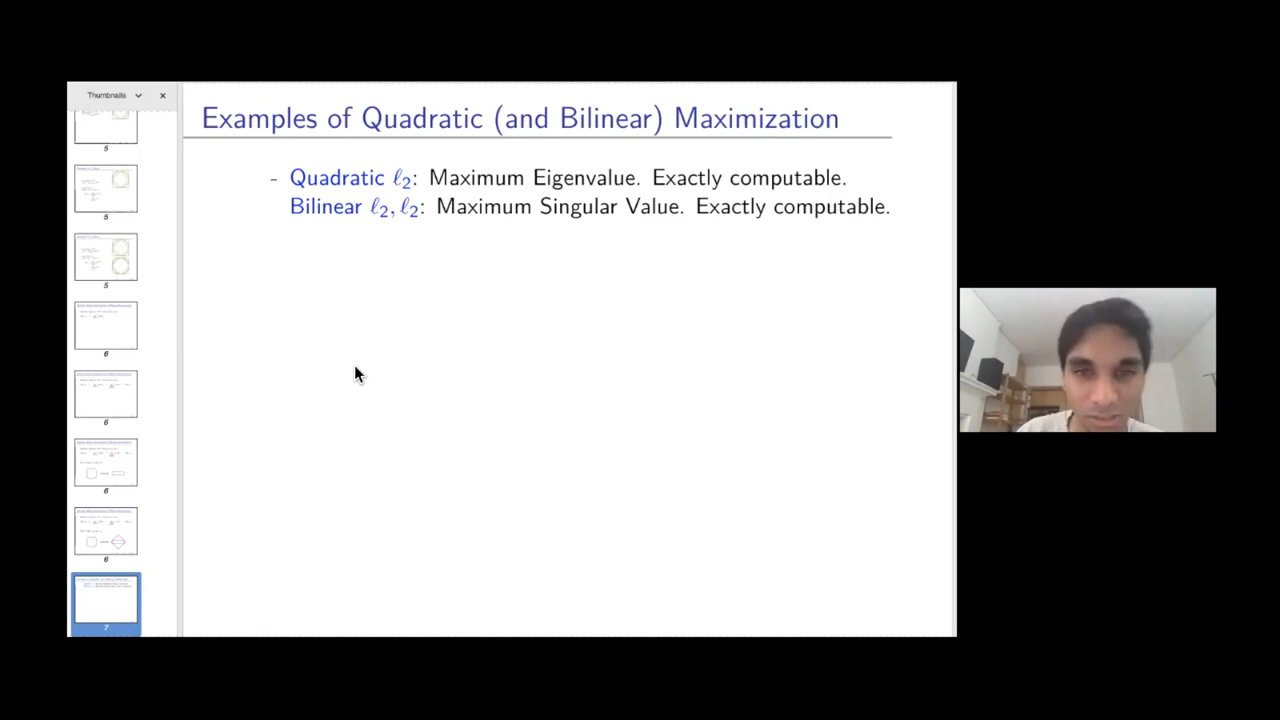 Thumbnails
5
5
5
6
6
6
6
7
Examples of Quadratic (and Bilinear) Maximization
- Quadratic ℓ₂: Maximum Eigenvalue. Exactly computable.
Bilinear ℓ₂, ℓ₂: Maximum Singular Value. Exactly computable.